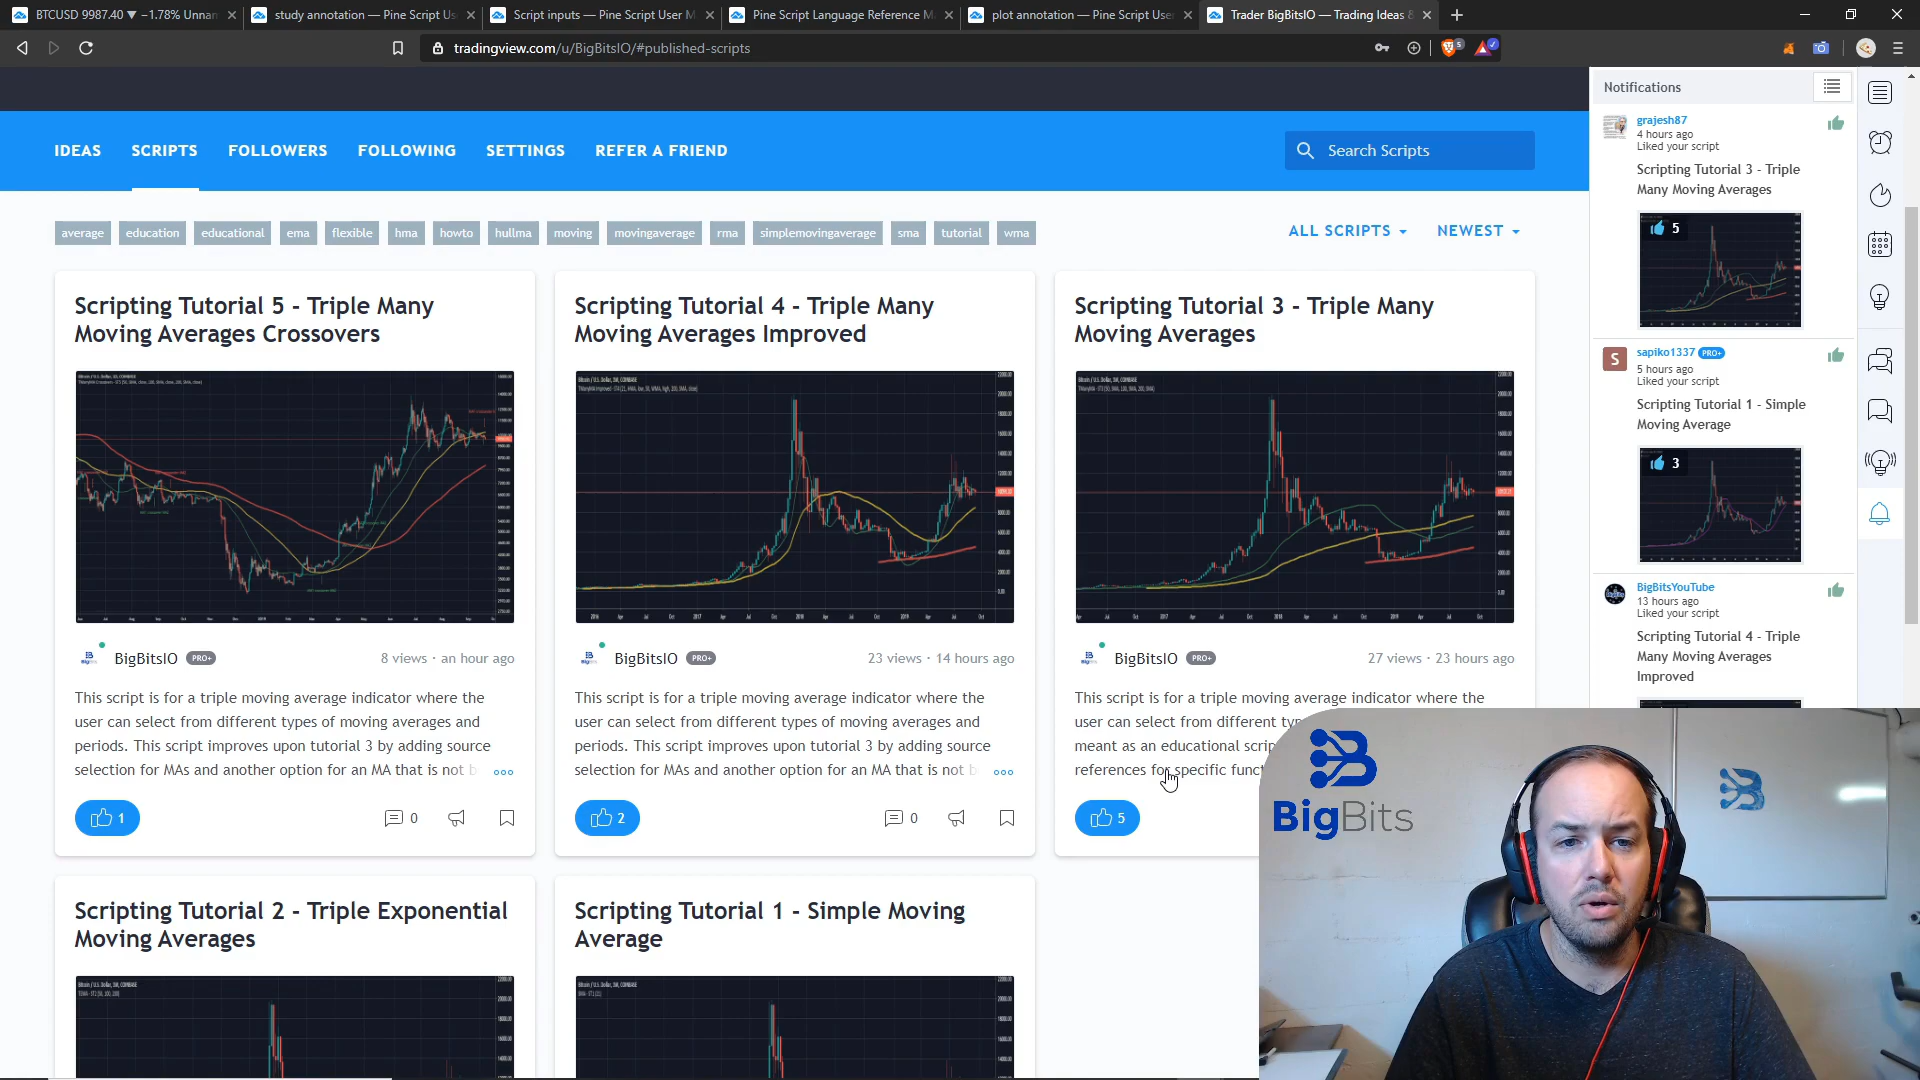 BTCUSD 9987.40 ▼ −1.78% Unnan
study annotation — Pine Script Us
Script inputs — Pine Script User M
Pine Script Language Reference M
plot annotation — Pine Script Use
Trader BigBitsIO — Trading Ideas &
tradingview.com/u/BigBitsIO/#published-scripts
IDEAS
SCRIPTS
FOLLOWERS
FOLLOWING
SETTINGS
REFER A FRIEND
Search Scripts
average
education
educational
ema
flexible
hma
howto
hullma
moving
movingaverage
rma
simplemovingaverage
sma
tutorial
wma
ALL SCRIPTS
NEWEST
Scripting Tutorial 5 - Triple Many
Moving Averages Crossovers
BigBitsIO PRO+
8 views · an hour ago
This script is for a triple moving average indicator where the
user can select from different types of moving averages and
periods. This script improves upon tutorial 3 by adding source
selection for MAs and another option for an MA that is not b
1
0
Scripting Tutorial 4 - Triple Many
Moving Averages Improved
BigBitsIO PRO+
23 views · 14 hours ago
This script is for a triple moving average indicator where the
user can select from different types of moving averages and
periods. This script improves upon tutorial 3 by adding source
selection for MAs and another option for an MA that is not b
2
0
Scripting Tutorial 3 - Triple Many
Moving Averages
BigBitsIO PRO+
27 views · 23 hours ago
This script is for a triple moving average indicator where the
user can select from different typ
meant as an educational scrip
references for specific funct
5
Scripting Tutorial 2 - Triple Exponential
Moving Averages
Scripting Tutorial 1 - Simple Moving
Average
Notifications
grajesh87
4 hours ago
Liked your script
Scripting Tutorial 3 - Triple
Many Moving Averages
5
S
sapiko1337 PRO+
5 hours ago
Liked your script
Scripting Tutorial 1 - Simple
Moving Average
3
BigBitsYouTube
13 hours ago
Liked your script
Scripting Tutorial 4 - Triple
Many Moving Averages
Improved
BigBits